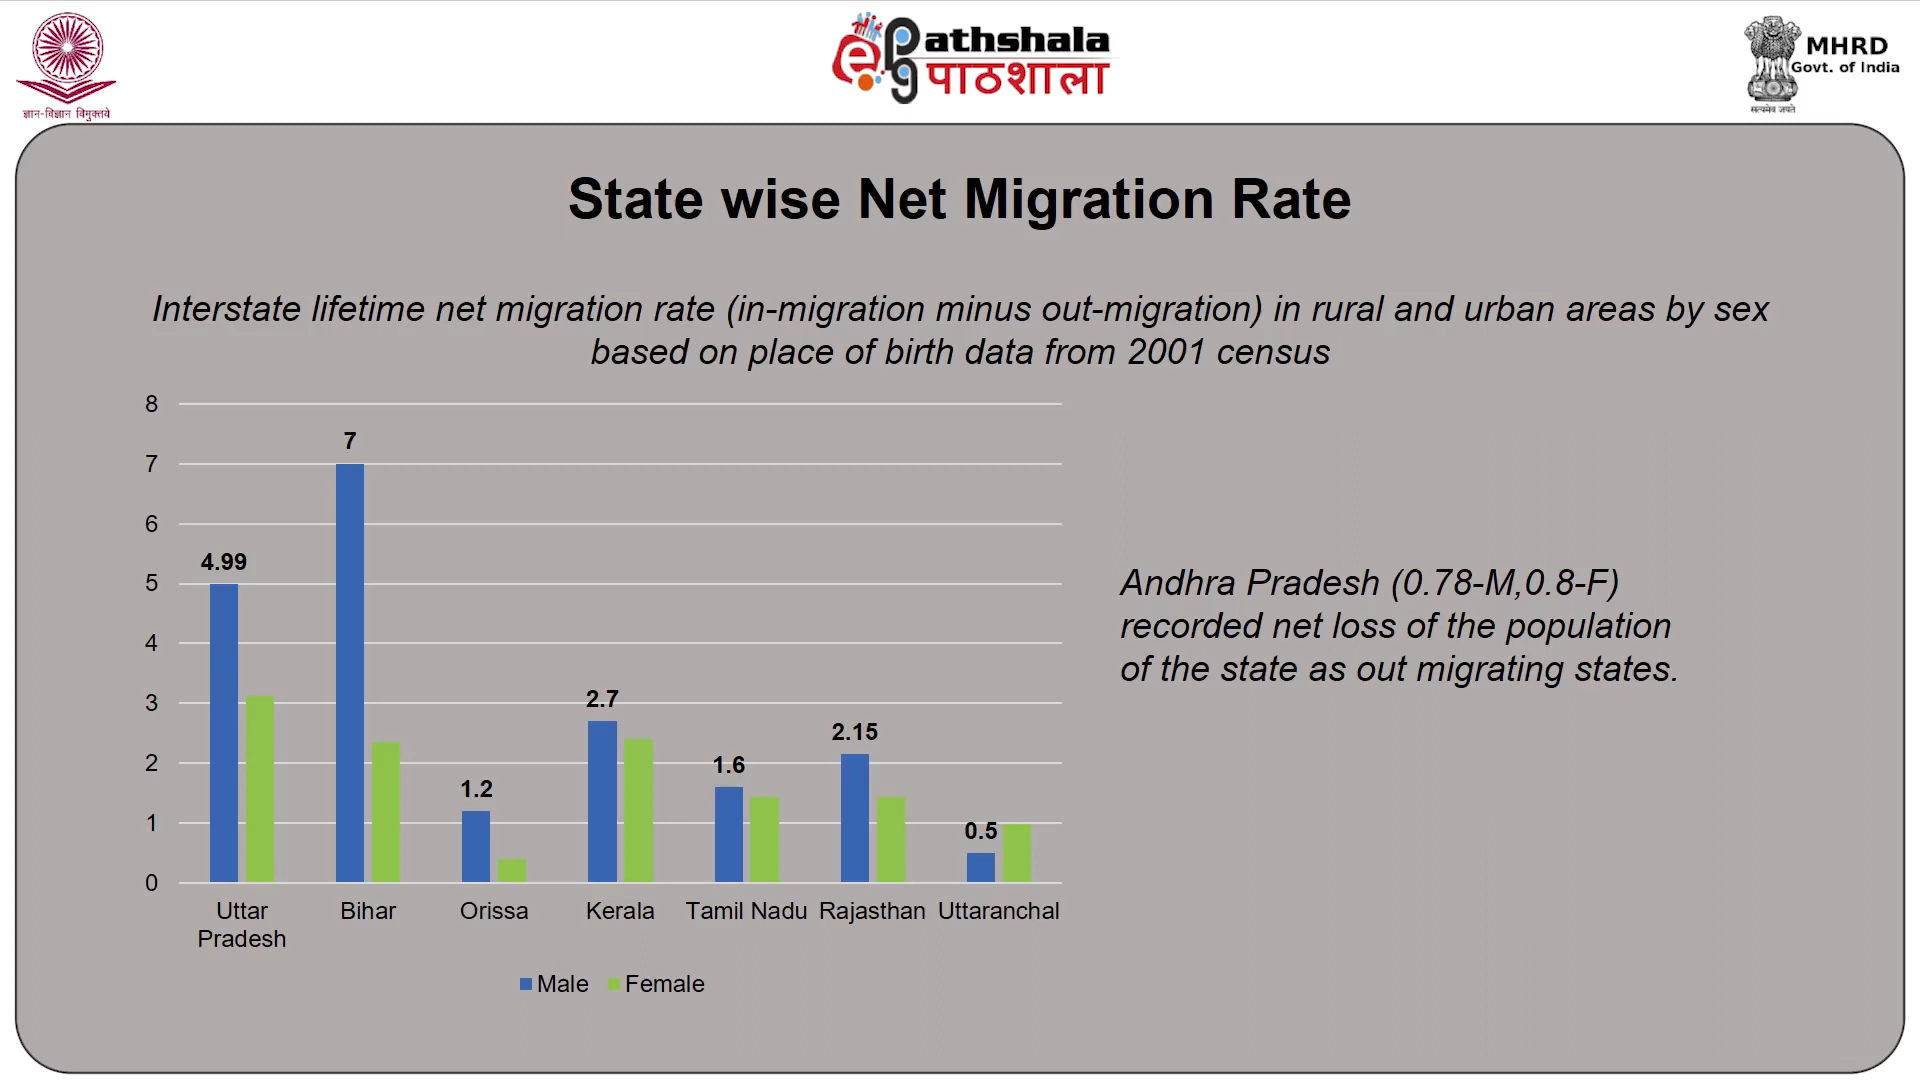 ज्ञान-विज्ञान विमुक्तये
e
pg
athshala
पाठशाला
MHRD
Govt. of India
सत्यमेव जयते
State wise Net Migration Rate
Interstate lifetime net migration rate (in-migration minus out-migration) in rural and urban areas by sex
based on place of birth data from 2001 census
8
7
6
5
4
3
2
1
0
4.99
7
1.2
2.7
1.6
2.15
0.5
Uttar
Pradesh
Bihar
Orissa
Kerala
Tamil Nadu
Rajasthan
Uttaranchal
Male
Female
Andhra Pradesh (0.78-M,0.8-F)
recorded net loss of the population
of the state as out migrating states.